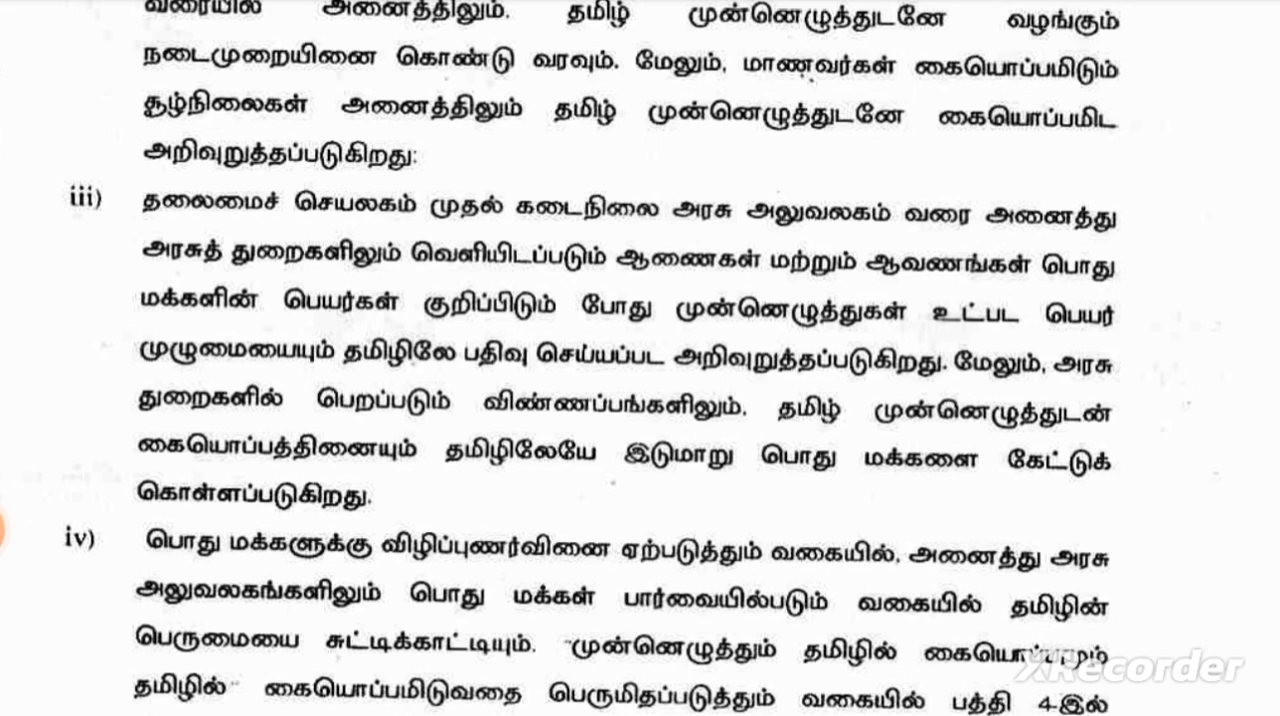 வரையில் அனைத்திலும், தமிழ் முன்னெழுத்துடனே வழங்கும்
நடைமுறையினை கொண்டு வரவும். மேலும், மாணவர்கள் கையொப்பமிடும்
சூழ்நிலைகள் அனைத்திலும் தமிழ் முன்னெழுத்துடனே கையொப்பமிட
அறிவுறுத்தப்படுகிறது:
iii) தலைமைச் செயலகம் முதல் கடைநிலை அரசு அலுவலகம் வரை அனைத்து
அரசுத் துறைகளிலும் வெளியிடப்படும் ஆணைகள் மற்றும் ஆவணங்கள் பொது
மக்களின் பெயர்கள் குறிப்பிடும் போது முன்னெழுத்துகள் உட்பட பெயர்
முழுமையையும் தமிழிலே பதிவு செய்யப்பட அறிவுறுத்தப்படுகிறது. மேலும், அரசு
துறைகளில் பெறப்படும் விண்ணப்பங்களிலும், தமிழ் முன்னெழுத்துடன்
கையொப்பத்தினையும் தமிழிலேயே இடுமாறு பொது மக்களை கேட்டுக்
கொள்ளப்படுகிறது.
iv) பொது மக்களுக்கு விழிப்புணர்வினை ஏற்படுத்தும் வகையில், அனைத்து அரசு
அலுவலகங்களிலும் பொது மக்கள் பார்வையில்படும் வகையில் தமிழின்
பெருமையை சுட்டிக்காட்டியும், "முன்னெழுத்தும் தமிழில் கையொப்பமும்
தமிழில்" கையொப்பமிடுவதை பெருமிதப்படுத்தும் வகையில் பத்தி 4-இல்
XRecorder